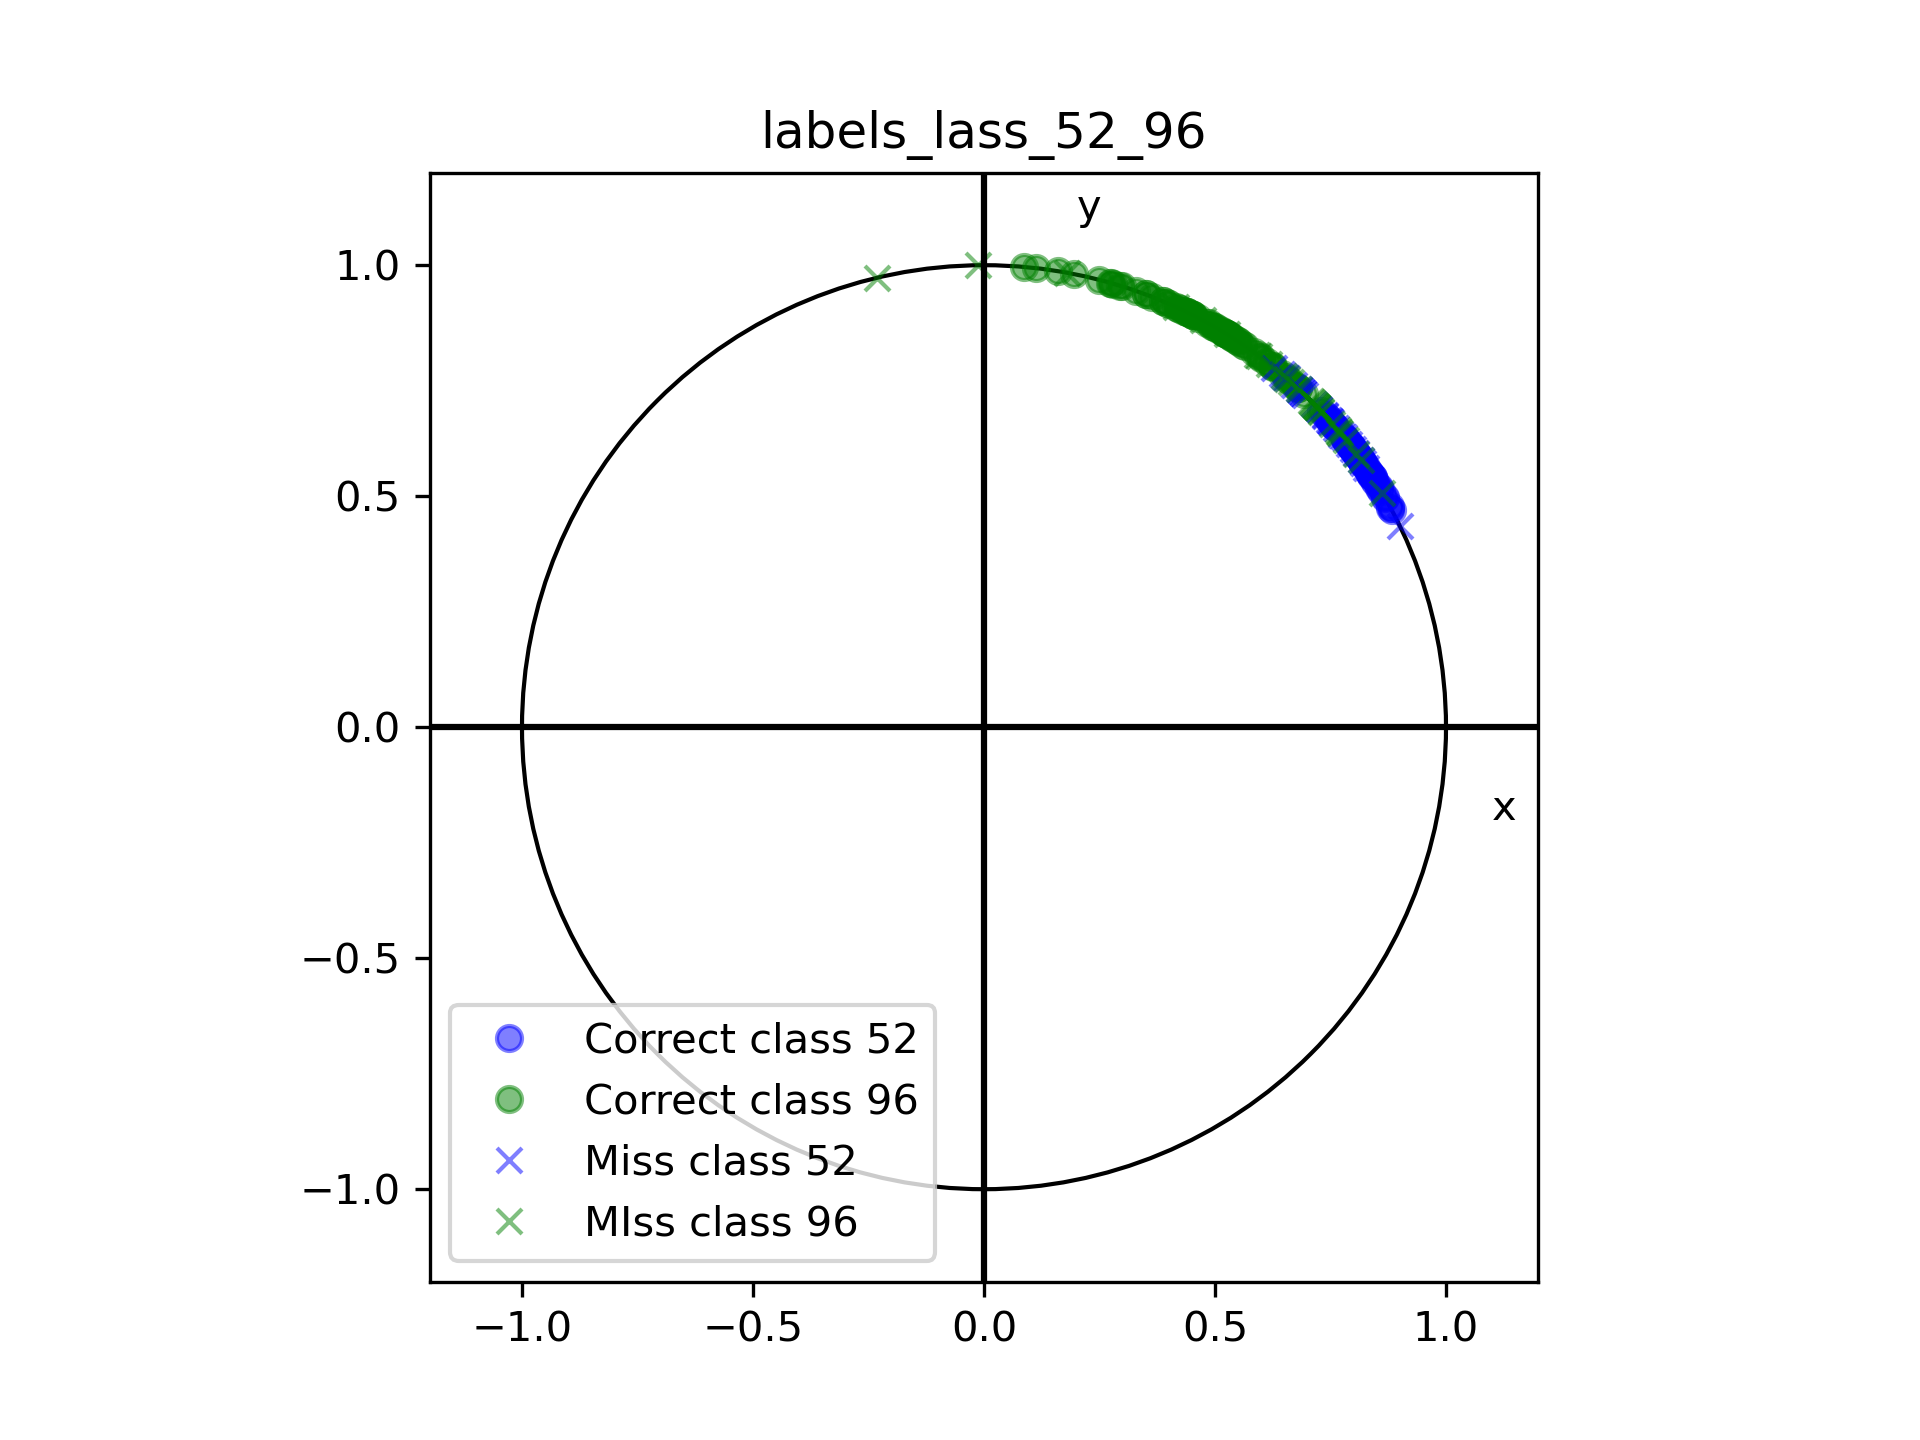 labels_lass_52_96
y
1.0
0.5
0.0
x
−0.5
−1.0
Correct class 52
Correct class 96
Miss class 52
MIss class 96
−1.0 −0.5 0.0 0.5 1.0